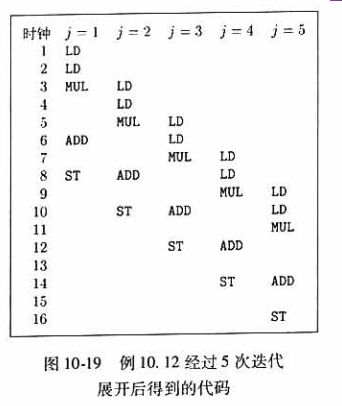 时钟 j = 1 j = 2 j = 3 j = 4 j = 5
1 LD
2 LD
3 MUL LD
4 LD
5 MUL LD
6 ADD LD
7 MUL LD
8 ST ADD LD
9 MUL LD
10 ST ADD LD
11 MUL
12 ST ADD
13
14 ST ADD
15
16 ST
图 10-19 例 10. 12 经过 5 次迭代
展开后得到的代码